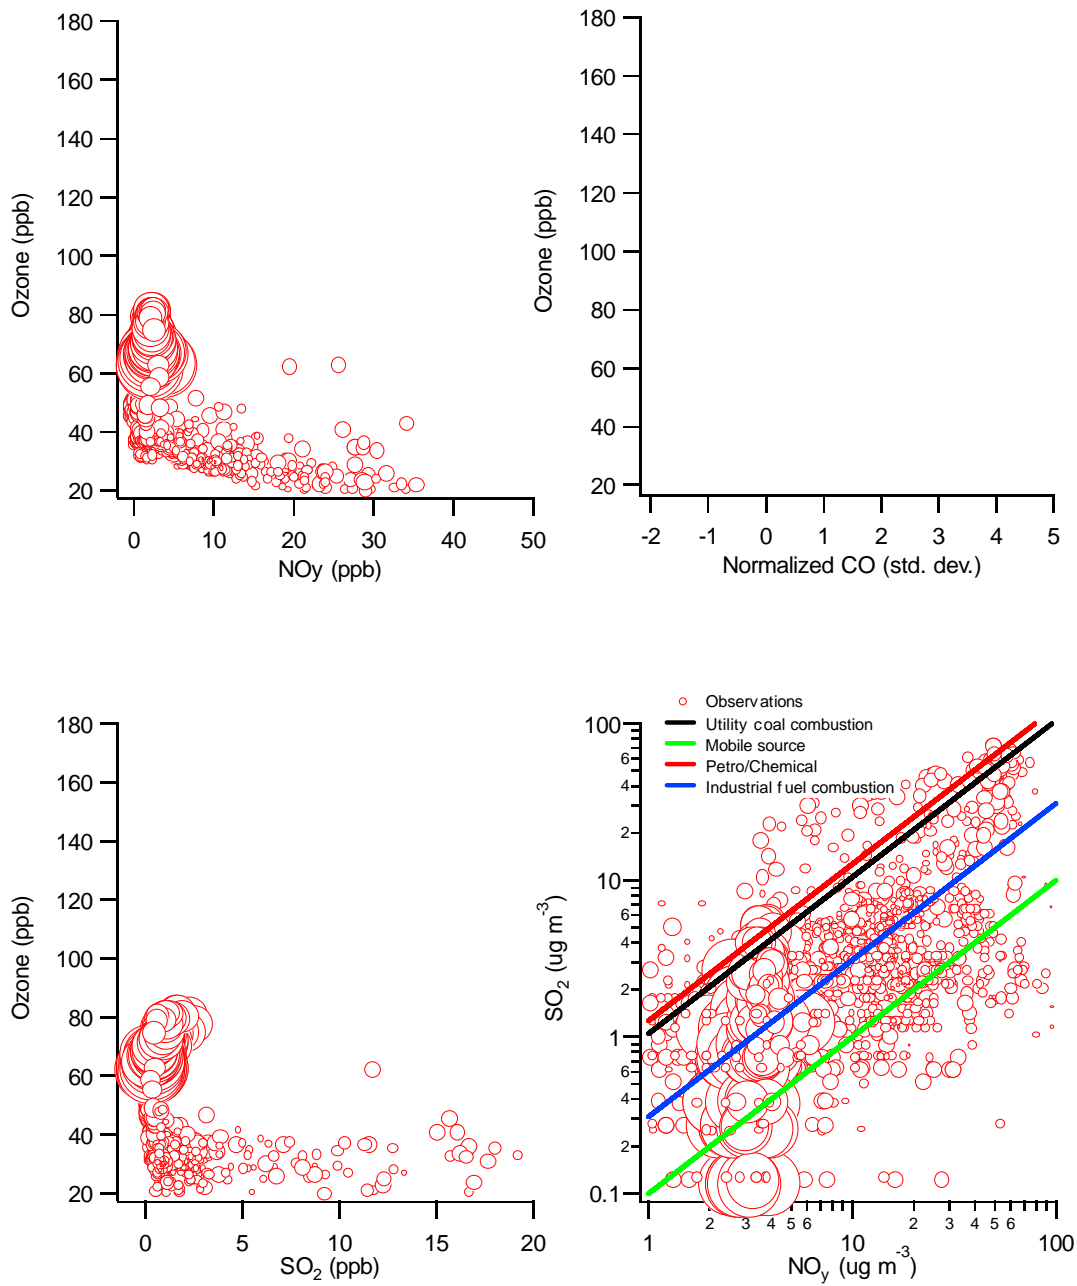 180
160
140
120
100
80
60
40
20
Ozone (ppb)
0 10 20 30 40 50
NOy (ppb)
180
160
140
120
100
80
60
40
20
Ozone (ppb)
-2 -1 0 1 2 3 4 5
Normalized CO (std. dev.)
180
160
140
120
100
80
60
40
20
Ozone (ppb)
0 5 10 15 20
SO2 (ppb)
Observations
Utility coal combustion
Mobile source
Petro/Chemical
Industrial fuel combustion
100
6
4
2
10
6
4
2
1
6
4
2
0.1
SO2 (ug m-3)
1 2 3 4 5 6 10 2 3 4 5 6 100
NOy (ug m-3)